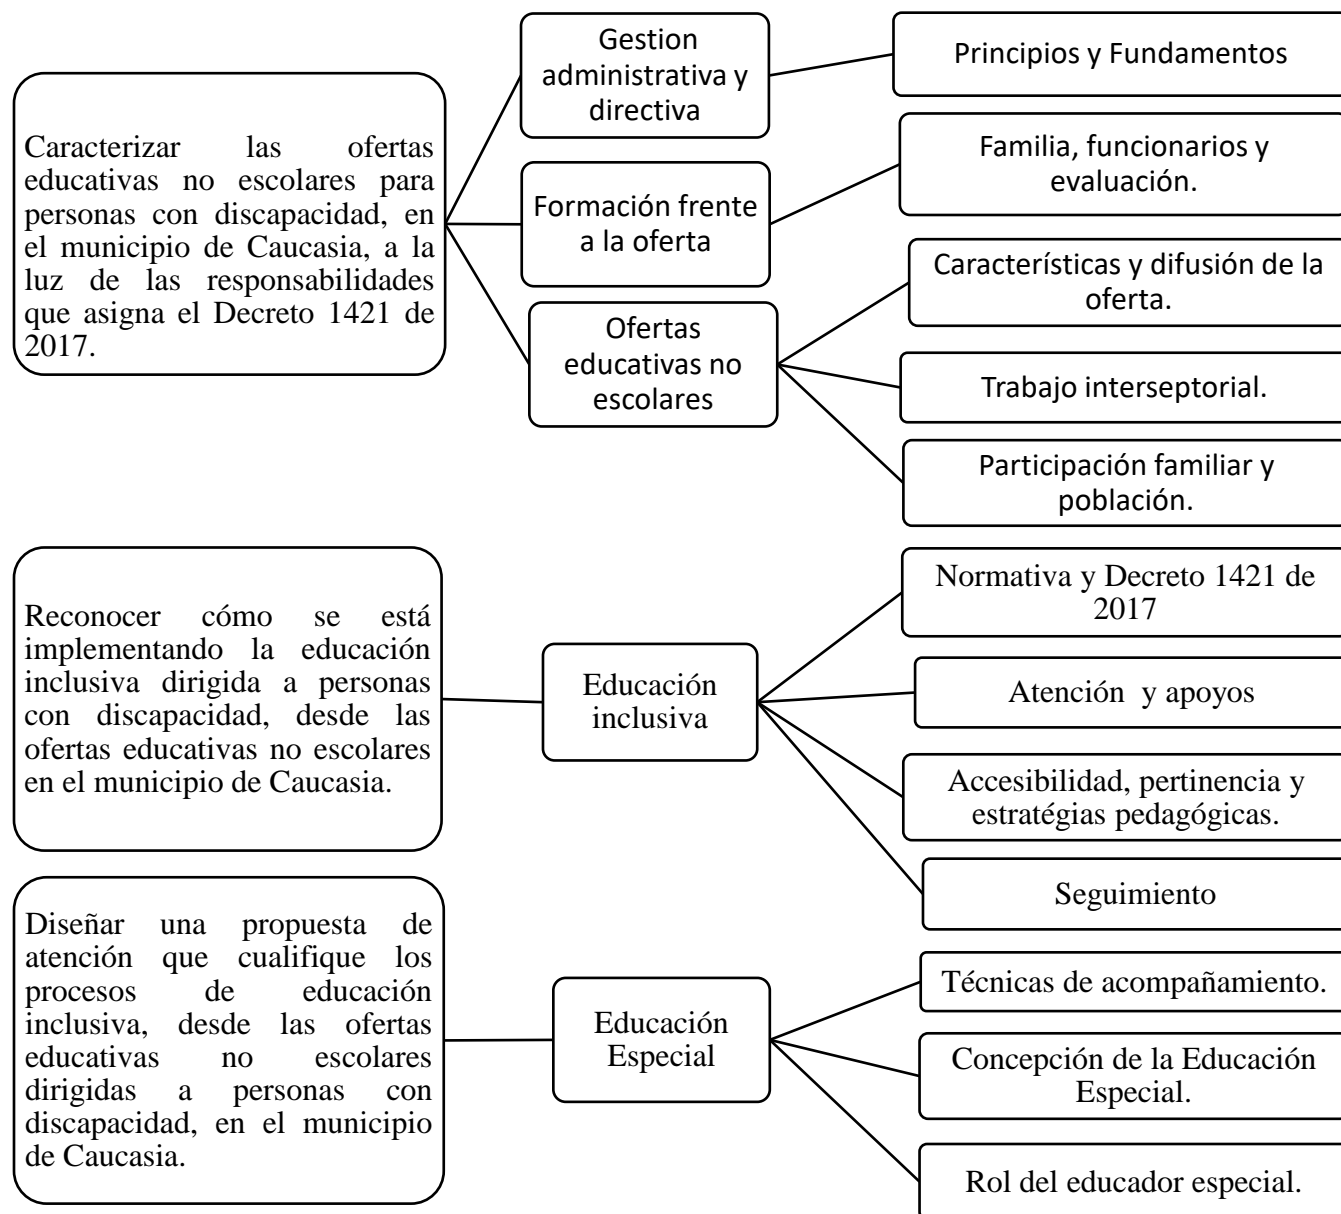 Caracterizar las ofertas
educativas no escolares para
personas con discapacidad, en
el municipio de Caucasia, a la
luz de las responsabilidades
que asigna el Decreto 1421 de
2017.
Gestion
administrativa y
directiva
Principios y Fundamentos
Formación frente
a la oferta
Familia, funcionarios y
evaluación.
Ofertas
educativas no
escolares
Características y difusión de la
oferta.
Trabajo interseptorial.
Participación familiar y
población.
Reconocer cómo se está
implementando la educación
inclusiva dirigida a personas
con discapacidad, desde las
ofertas educativas no escolares
en el municipio de Caucasia.
Educación
inclusiva
Normativa y Decreto 1421 de
2017
Atención y apoyos
Accesibilidad, pertinencia y
estratégias pedagógicas.
Seguimiento
Diseñar una propuesta de
atención que cualifique los
procesos de educación
inclusiva, desde las ofertas
educativas no escolares
dirigidas a personas con
discapacidad, en el municipio
de Caucasia.
Educación
Especial
Técnicas de acompañamiento.
Concepción de la Educación
Especial.
Rol del educador especial.